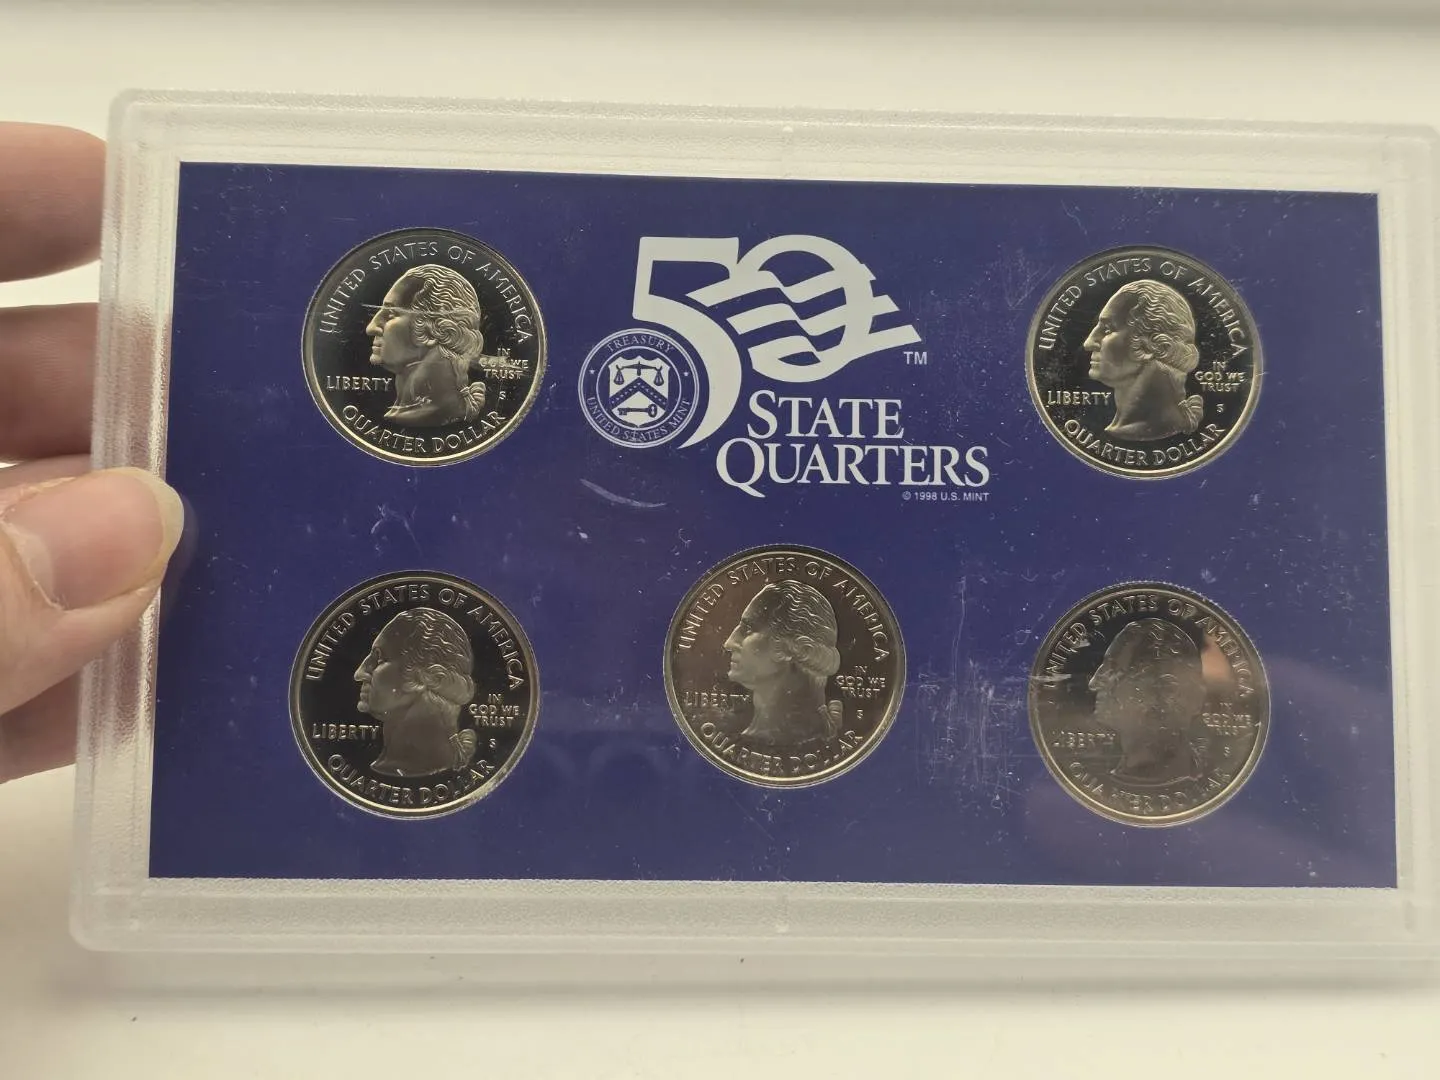 UNITED STATES OF AMERICA
IN
GOD WE
TRUST
LIBERTY
S
QUARTER DOLLAR
50
TM
TREASURY
UNITED STATES MINT
STATE
QUARTERS
© 1998 U.S. MINT
UNITED STATES OF AMERICA
IN
GOD WE
TRUST
LIBERTY
S
QUARTER DOLLAR
UNITED STATES OF AMERICA
IN
GOD WE
TRUST
LIBERTY
S
QUARTER DOLLAR
UNITED STATES OF AMERICA
IN
GOD WE
TRUST
LIBERTY
S
QUARTER DOLLAR
UNITED STATES OF AMERICA
IN
GOD WE
TRUST
LIBERTY
S
QUARTER DOLLAR